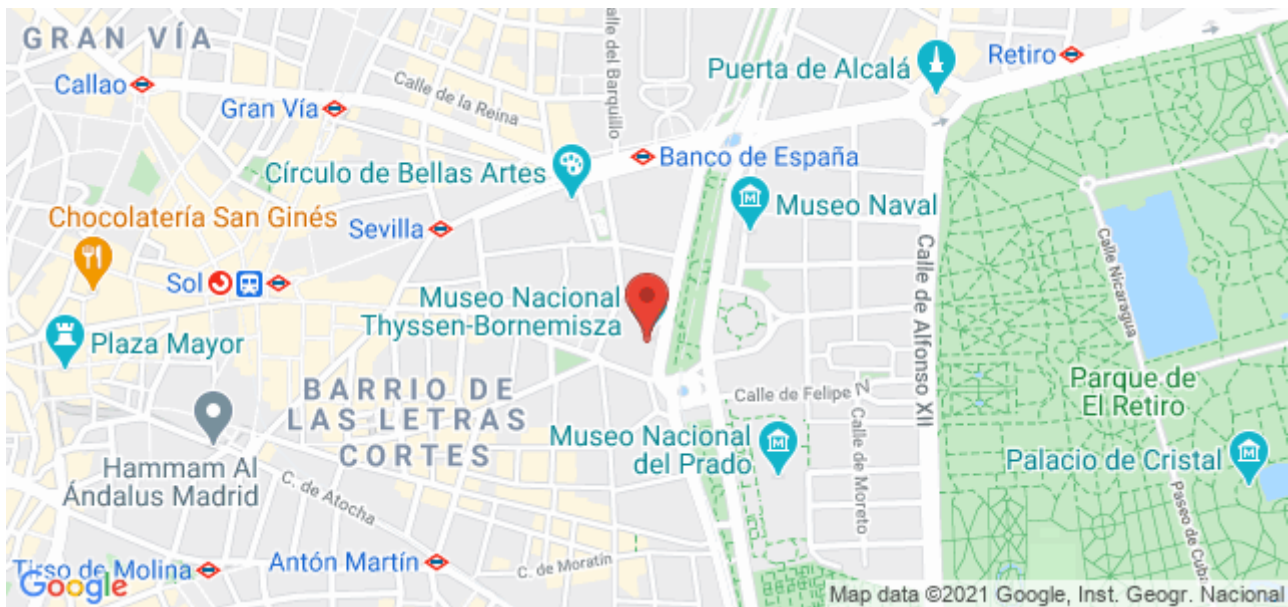 GRAN VÍA
Callao
Gran Vía
Calle de la Reina
Calle del Barquillo
Puerta de Alcalá
Retiro
Banco de España
Círculo de Bellas Artes
Museo Naval
Chocolatería San Ginés
Sevilla
Sol
Calle de Alfonso XII
Calle Nicaragua
Museo Nacional
Thyssen-Bornemisza
Plaza Mayor
BARRIO DE
LAS LETRAS
CORTES
Calle de Felipe
Parque de
El Retiro
Calle de Moreto
Museo Nacional
del Prado
Palacio de Cristal
Hammam Al
Ándalus Madrid
C. de Atocha
Paseo de Cuba
Tirso de Molina
Antón Martín
C. de Moratín
Google
Map data ©2021 Google, Inst. Geogr. Nacional